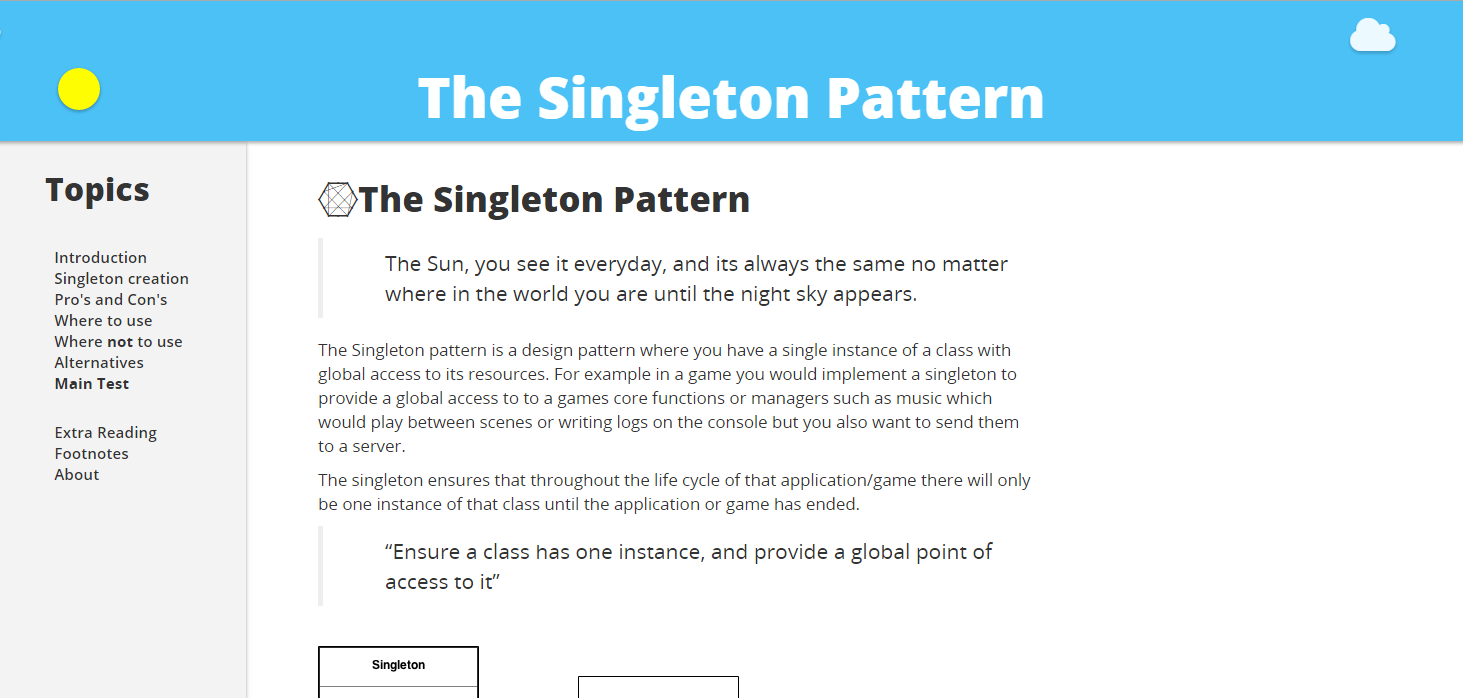 The Singleton Pattern
Topics
Introduction
Singleton creation
Pro's and Con's
Where to use
Where not to use
Alternatives
Main Test
Extra Reading
Footnotes
About
The Singleton Pattern
The Sun, you see it everyday, and its always the same no matter
where in the world you are until the night sky appears.
The Singleton pattern is a design pattern where you have a single instance of a class with
global access to its resources. For example in a game you would implement a singleton to
provide a global access to to a games core functions or managers such as music which
would play between scenes or writing logs on the console but you also want to send them
to a server.
The singleton ensures that throughout the life cycle of that application/game there will only
be one instance of that class until the application or game has ended.
“Ensure a class has one instance, and provide a global point of
access to it”
Singleton